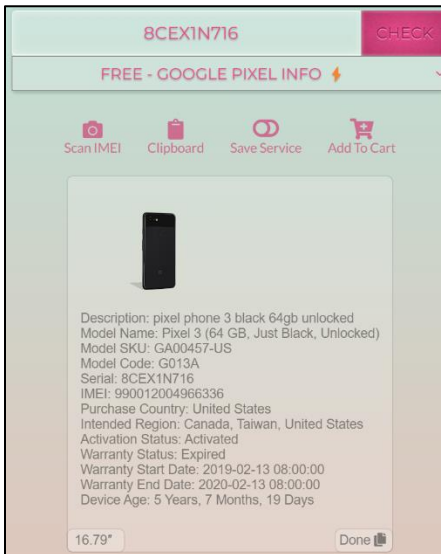 8CEX1N716
CHECK
FREE - GOOGLE PIXEL INFO ⚡
Scan IMEI
Clipboard
Save Service
Add To Cart
Description: pixel phone 3 black 64gb unlocked
Model Name: Pixel 3 (64 GB, Just Black, Unlocked)
Model SKU: GA00457-US
Model Code: G013A
Serial: 8CEX1N716
IMEI: 990012004966336
Purchase Country: United States
Intended Region: Canada, Taiwan, United States
Activation Status: Activated
Warranty Status: Expired
Warranty Start Date: 2019-02-13 08:00:00
Warranty End Date: 2020-02-13 08:00:00
Device Age: 5 Years, 7 Months, 19 Days
16.79″
Done